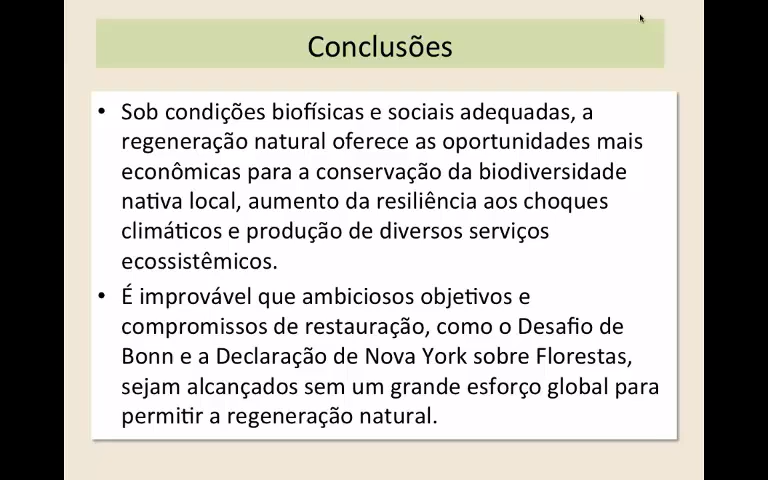 Conclusões
• Sob condições biofísicas e sociais adequadas, a
regeneração natural oferece as oportunidades mais
econômicas para a conservação da biodiversidade
nativa local, aumento da resiliência aos choques
climáticos e produção de diversos serviços
ecossistêmicos.
• É improvável que ambiciosos objetivos e
compromissos de restauração, como o Desafio de
Bonn e a Declaração de Nova York sobre Florestas,
sejam alcançados sem um grande esforço global para
permitir a regeneração natural.